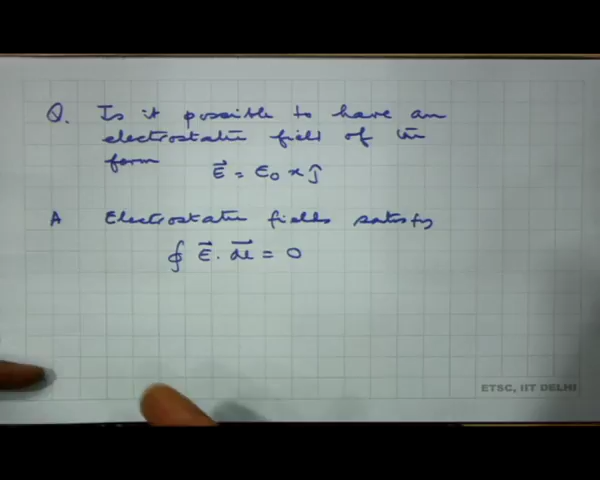 Q. Is it possible to have an
electrostatic field of the
form E⃗ = E₀ x ĵ
A Electrostatic fields satisfy
∮ E⃗ . d⃗l = 0
ETSC, IIT DELHI